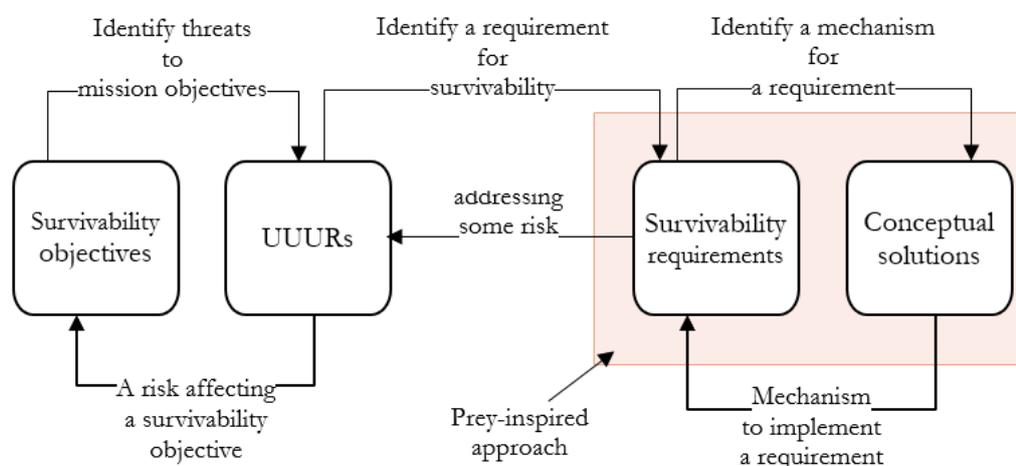 Identify threats
to
mission objectives
Identify a requirement
for
survivability
Identify a mechanism
for
a requirement
Survivability
objectives
UUURs
addressing
some risk
Survivability
requirements
Conceptual
solutions
A risk affecting
a survivability
objective
Prey-inspired
approach
Mechanism
to implement
a requirement